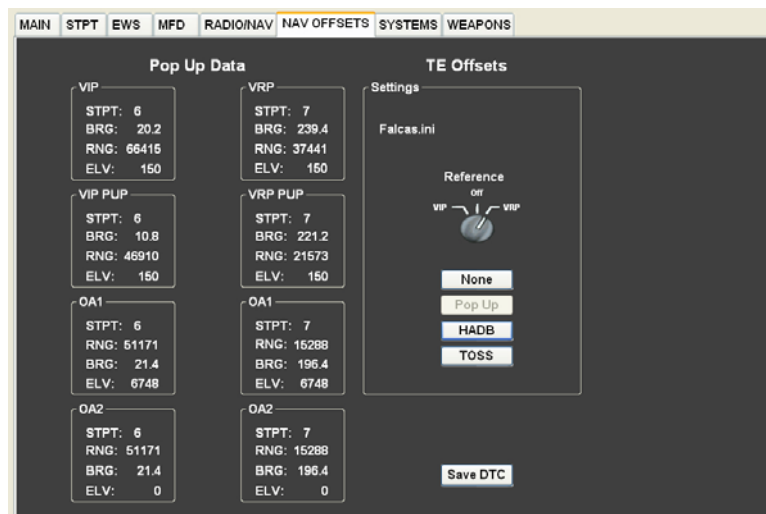 MAIN STPT EWS MFD RADIO/NAV NAV OFFSETS SYSTEMS WEAPONS
Pop Up Data
VIP
STPT: 6
BRG: 20.2
RNG: 66415
ELV: 150
VRP
STPT: 7
BRG: 239.4
RNG: 37441
ELV: 150
VIP PUP
STPT: 6
BRG: 10.8
RNG: 46910
ELV: 150
VRP PUP
STPT: 7
BRG: 221.2
RNG: 21573
ELV: 150
OA1
STPT: 6
RNG: 51171
BRG: 21.4
ELV: 6748
OA1
STPT: 7
RNG: 15288
BRG: 196.4
ELV: 6748
OA2
STPT: 6
RNG: 51171
BRG: 21.4
ELV: 0
OA2
STPT: 7
RNG: 15288
BRG: 196.4
ELV: 0
TE Offsets
Settings
Falcas.ini
Reference
Off
VIP VRP
None
Pop Up
HADB
TOSS
Save DTC